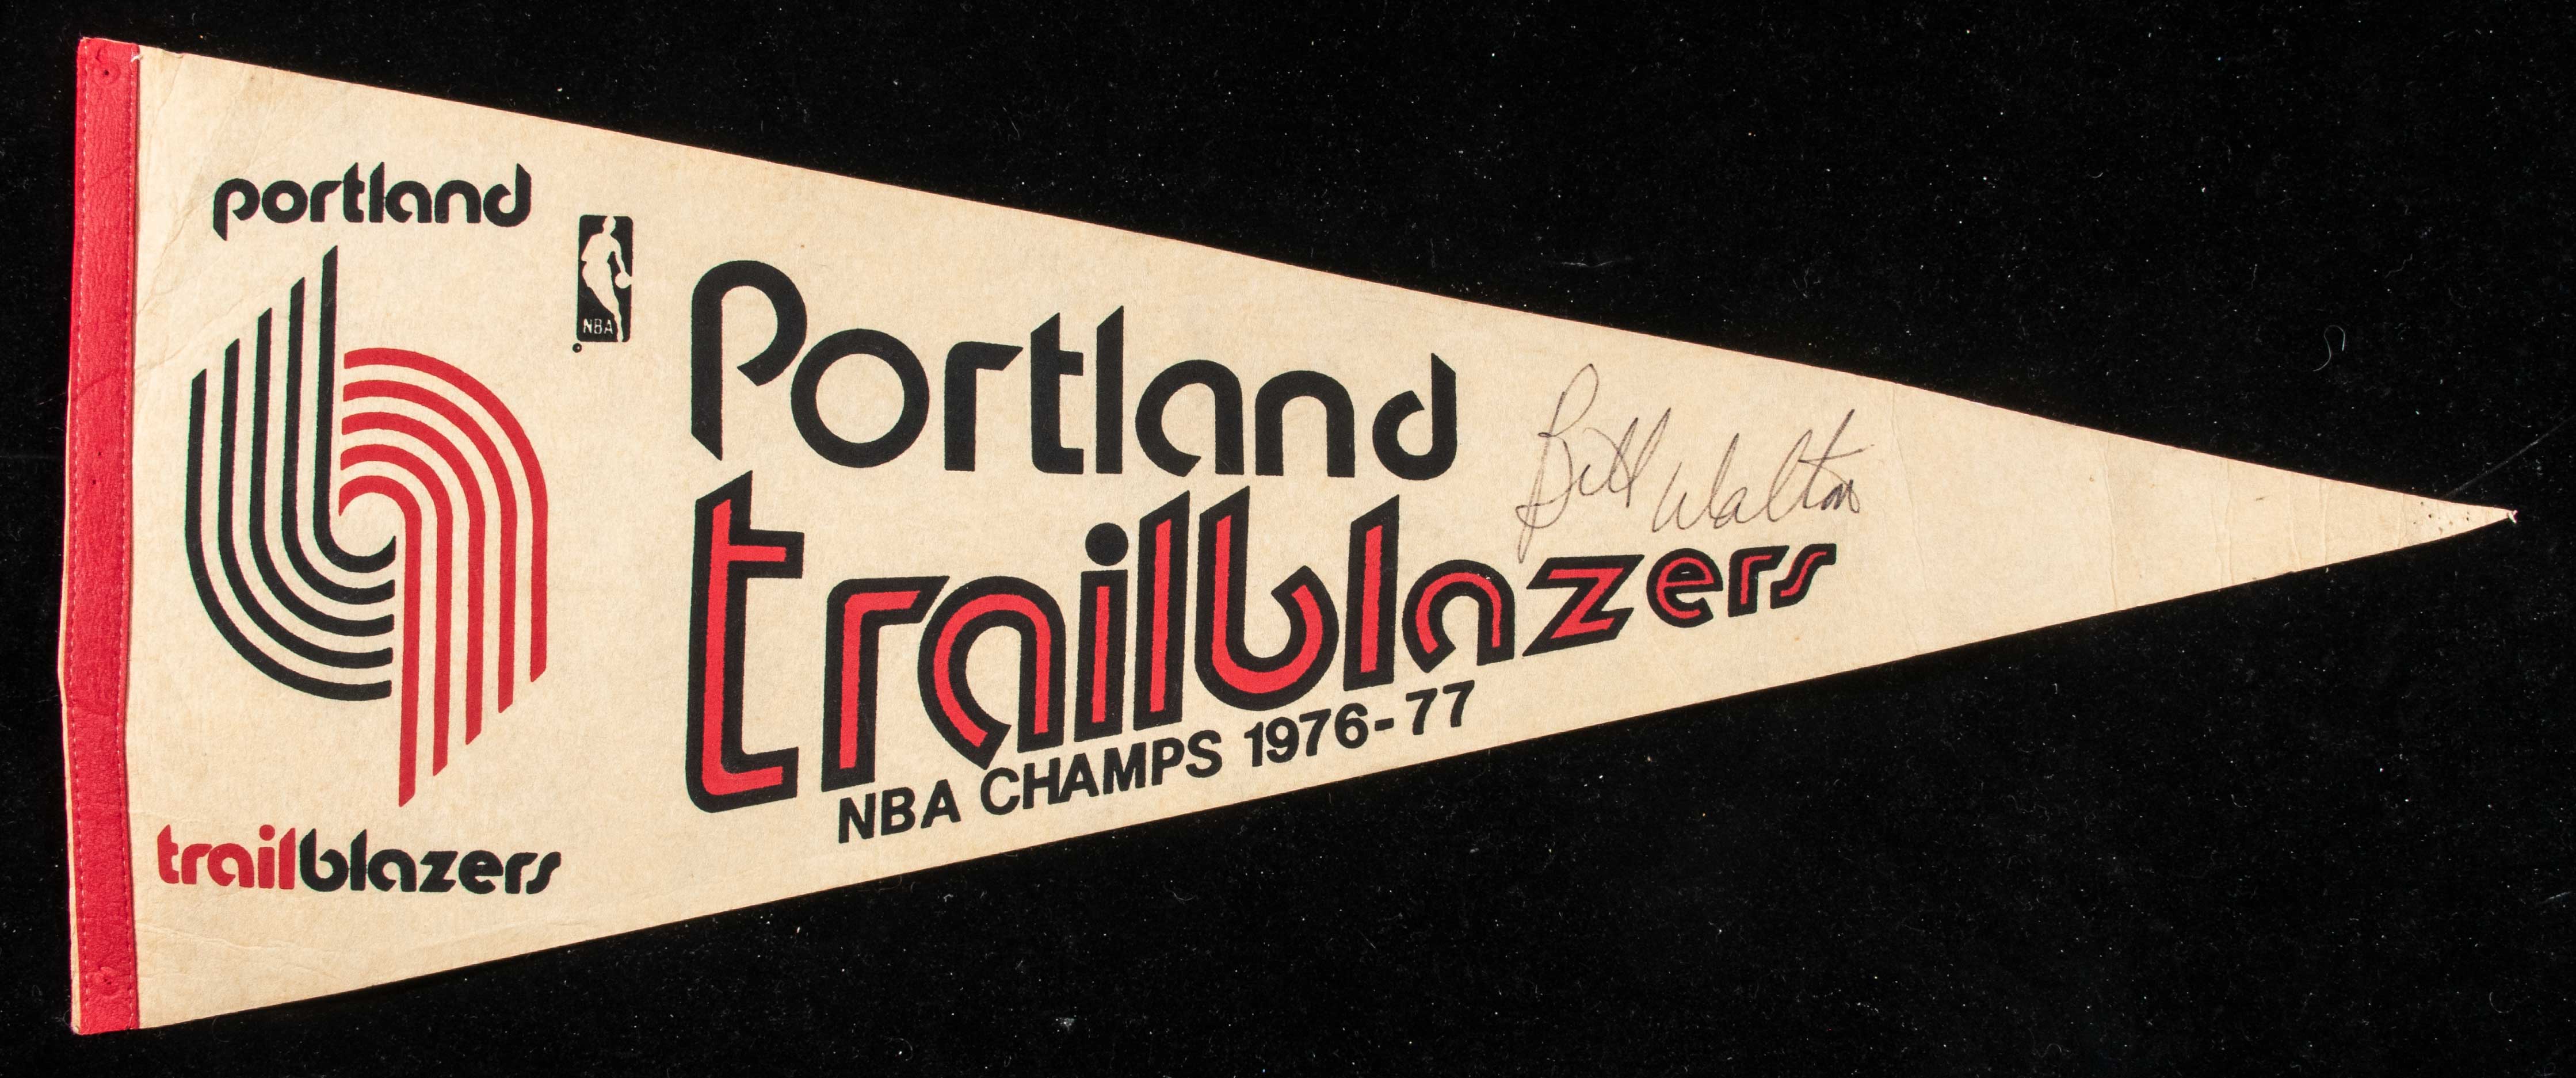 portland
NBA
trailblazers
Portland
trailblazers
NBA CHAMPS 1976-77
Bill Walton